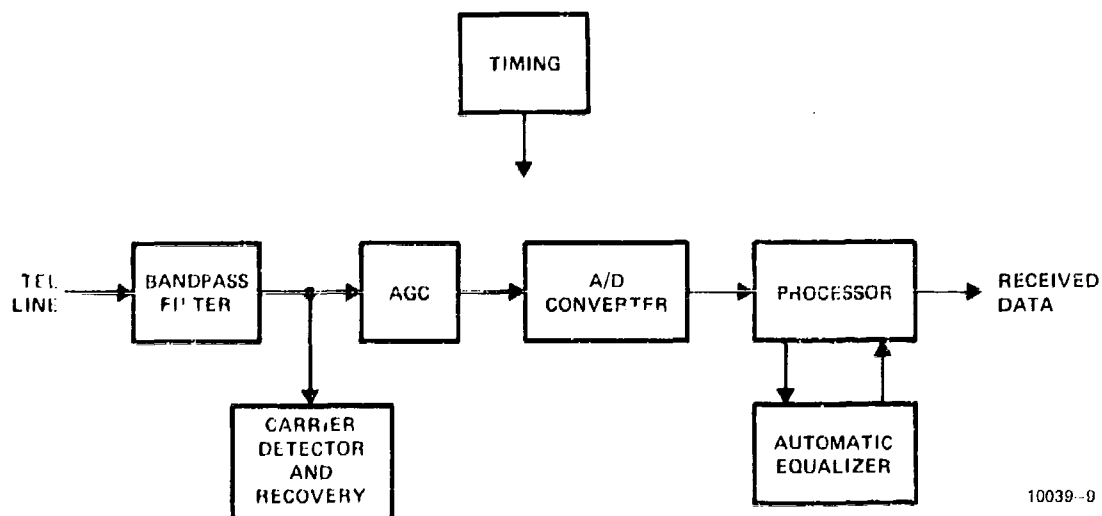 TIMING
TEL
LINE
BANDPASS
FILTER
AGC
A/D
CONVERTER
PROCESSOR
RECEIVED
DATA
CARRIER
DETECTOR
AND
RECOVERY
AUTOMATIC
EQUALIZER
10039-9